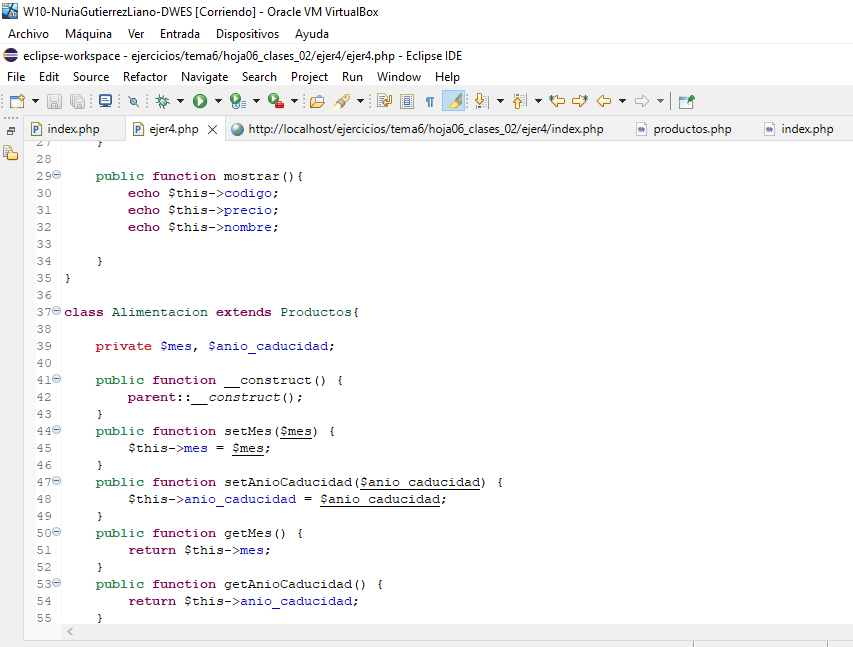 W10-NuriaGutierrezLiano-DWES [Corriendo] - Oracle VM VirtualBox
Archivo Máquina Ver Entrada Dispositivos Ayuda
eclipse-workspace - ejercicios/tema6/hoja06_clases_02/ejer4/ejer4.php - Eclipse IDE
File Edit Source Refactor Navigate Search Project Run Window Help
index.php ejer4.php http://localhost/ejercicios/tema6/hoja06_clases_02/ejer4/index.php productos.php index.php
27 }
28
29 public function mostrar(){
30 echo $this->codigo;
31 echo $this->precio;
32 echo $this->nombre;
33
34 }
35 }
36
37 class Alimentacion extends Productos{
38
39 private $mes, $anio_caducidad;
40
41 public function __construct() {
42 parent::__construct();
43 }
44 public function setMes($mes) {
45 $this->mes = $mes;
46 }
47 public function setAnioCaducidad($anio_caducidad) {
48 $this->anio_caducidad = $anio_caducidad;
49 }
50 public function getMes() {
51 return $this->mes;
52 }
53 public function getAnioCaducidad() {
54 return $this->anio_caducidad;
55 }